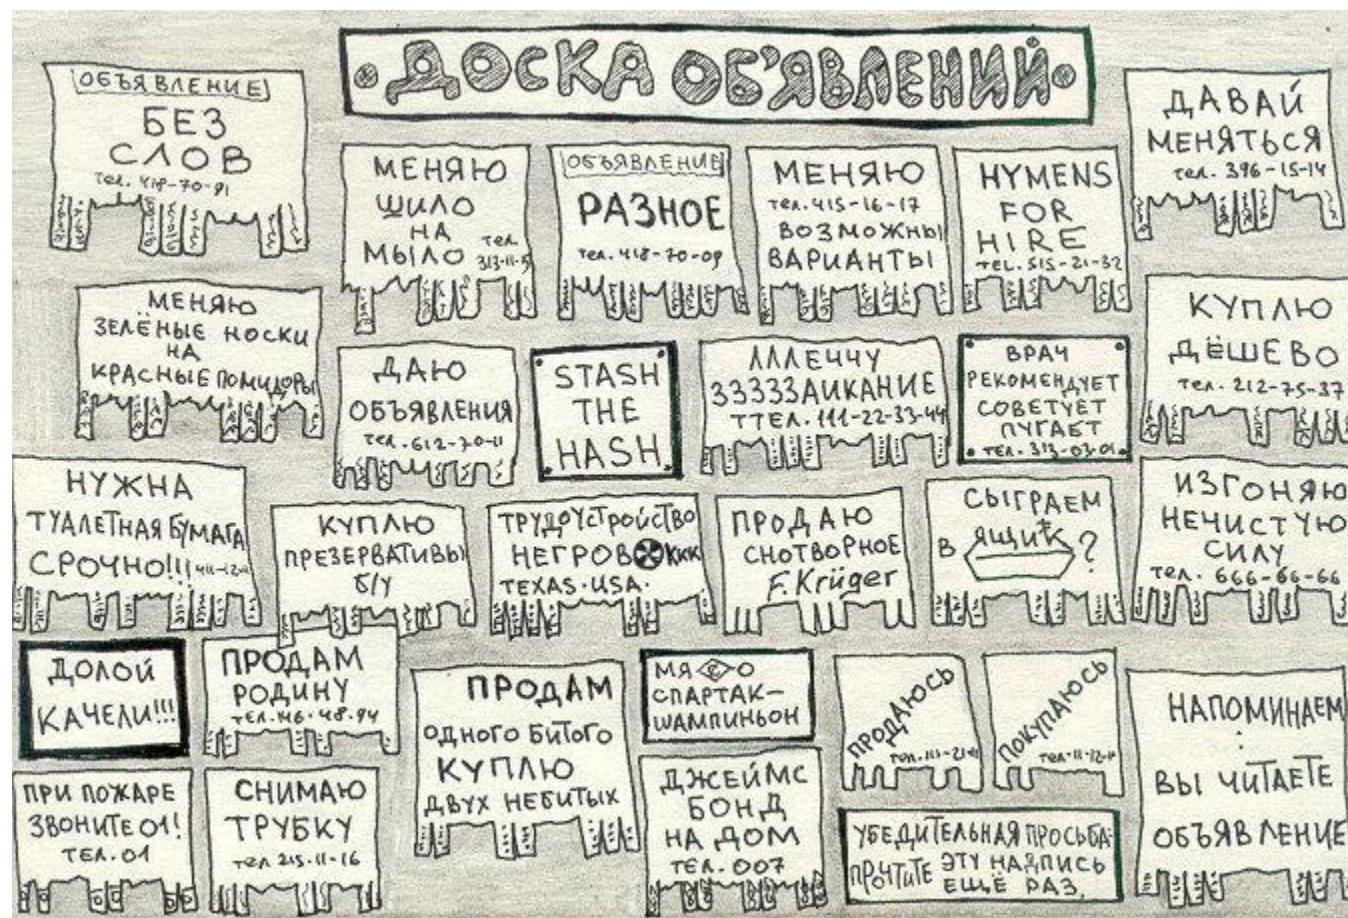 ДОСКА ОБ'ЯВЛЕНИЙ
ОБЪЯВЛЕНИЕ
БЕЗ
СЛОВ
тел. 418-70-91
МЕНЯЮ
ШИЛО
НА
МЫЛО
тел.
313-11-5
ОБЪЯВЛЕНИЕ
РАЗНОЕ
тел. 418-70-09
МЕНЯЮ
тел. 415-16-17
ВОЗМОЖНЫ
ВАРИАНТЫ
HYMENS
FOR
HIRE
TEL. 515-21-32
ДАВАЙ
МЕНЯТЬСЯ
тел. 396-15-14
МЕНЯЮ
ЗЕЛЁНЫЕ НОСКИ
НА
КРАСНЫЕ ПОМИДОРЫ
ДАЮ
ОБЪЯВЛЕНИЯ
тел. 612-70-11
STASH
THE
HASH
ЛЛЛЕЧЧУ
ЗЗЗЗЗАИКАНИЕ
ТТЕЛ. 111-22-33-44
ВРАЧ
РЕКОМЕНДУЕТ
СОВЕТУЕТ
ПУГАЕТ
ТЕЛ. 313-03-01
КУПЛЮ
ДЁШЕВО
тел. 212-75-37
НУЖНА
ТУАЛЕТНАЯ БУМАГА
СРОЧНО!!!
КУПЛЮ
ПРЕЗЕРВАТИВЫ
Б/У
ТРУДОУСТРОЙСТВО
НЕГРОВ ККК
TEXAS·USA·
ПРОДАЮ
СНОТВОРНОЕ
F. Krüger
СЫГРАЕМ
В ЯЩИК ?
ИЗГОНЯЮ
НЕЧИСТУЮ
СИЛУ
тел. 666-66-66
ДОЛОЙ
КАЧЕЛИ!!!
ПРОДАМ
РОДИНУ
ТЕЛ. 146-48-94
ПРОДАМ
ОДНОГО БИТОГО
КУПЛЮ
ДВУХ НЕБИТЫХ
МЯСО
СПАРТАК–
ШАМПИНЬОН
ПРОДАЮСЬ
ПОКУПАЮСЬ
НАПОМИНАЕМ
:
ВЫ ЧИТАЕТЕ
ОБЪЯВЛЕНИЕ
ПРИ ПОЖАРЕ
ЗВОНИТЕ 01!
ТЕЛ. 01
СНИМАЮ
ТРУБКУ
тел 215-11-16
ДЖЕЙМС
БОНД
НА ДОМ
ТЕЛ. 007
УБЕДИТЕЛЬНАЯ ПРОСЬБА:
ПРОЧТИТЕ ЭТУ НАДПИСЬ
ЕЩЁ РАЗ.